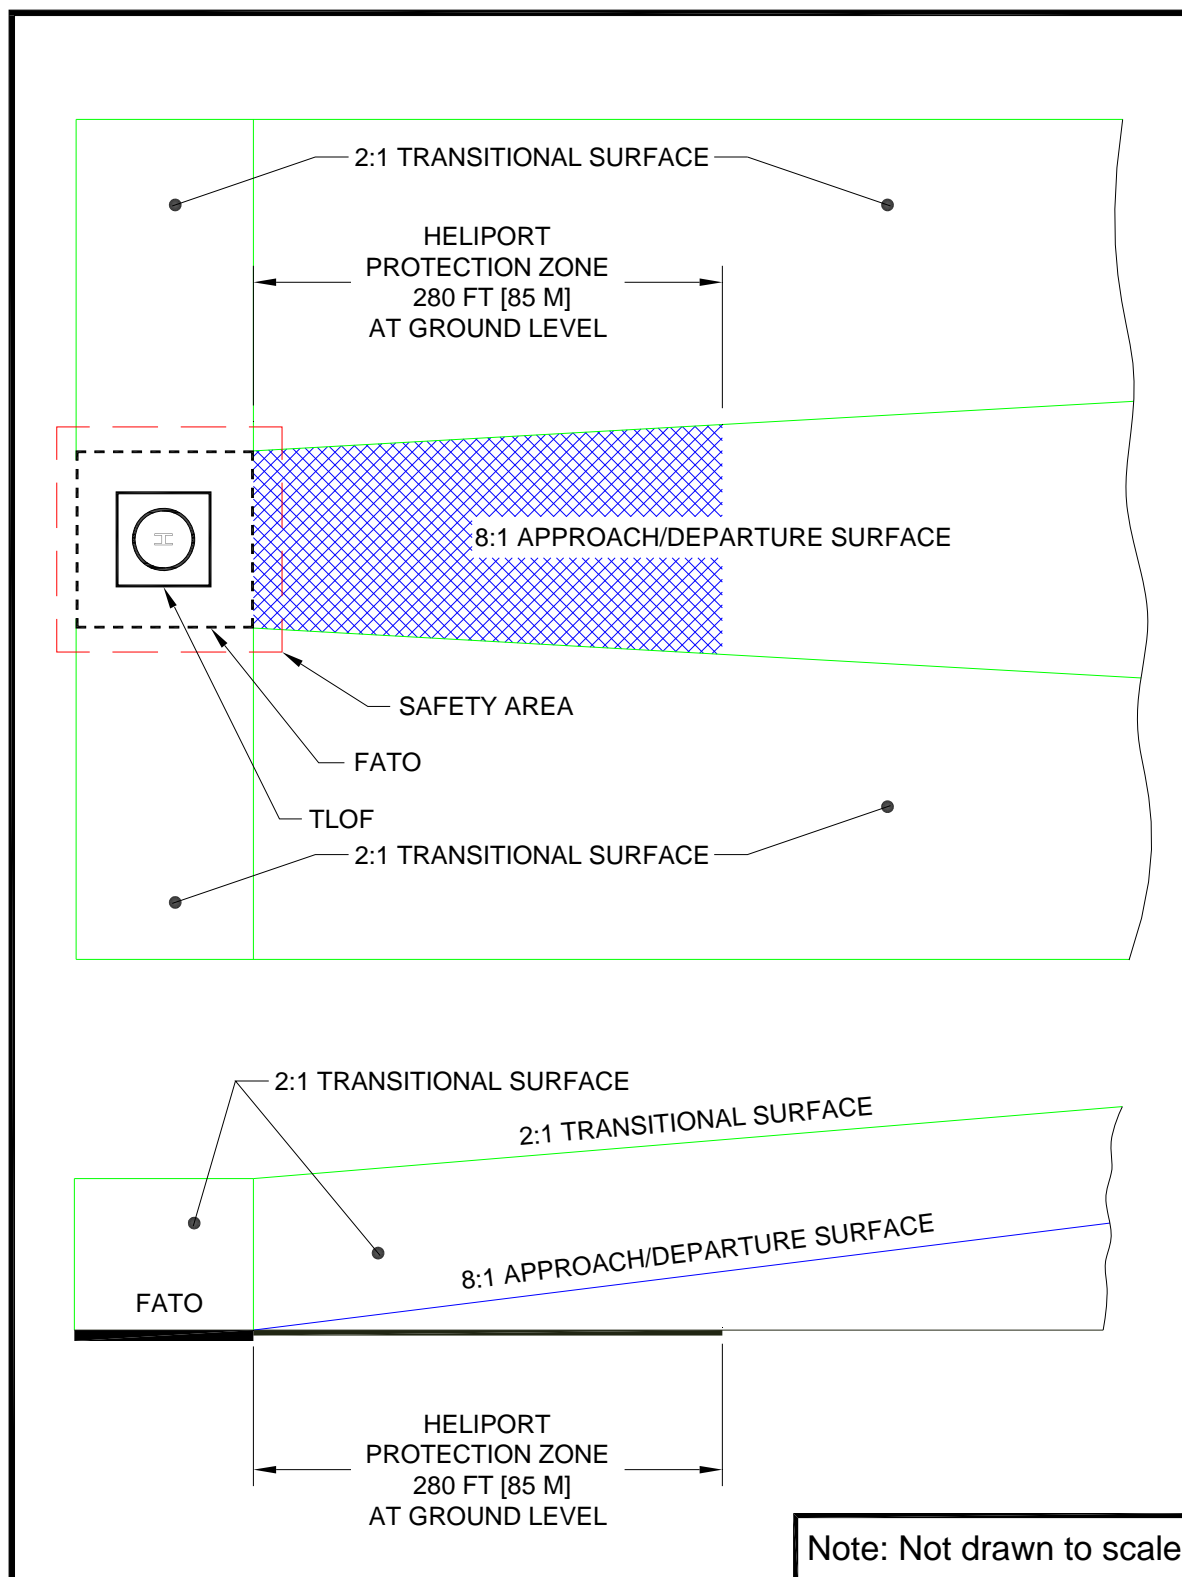 2:1 TRANSITIONAL SURFACE
HELIPORT
PROTECTION ZONE
280 FT [85 M]
AT GROUND LEVEL
H
8:1 APPROACH/DEPARTURE SURFACE
SAFETY AREA
FATO
TLOF
2:1 TRANSITIONAL SURFACE
2:1 TRANSITIONAL SURFACE
2:1 TRANSITIONAL SURFACE
8:1 APPROACH/DEPARTURE SURFACE
FATO
HELIPORT
PROTECTION ZONE
280 FT [85 M]
AT GROUND LEVEL
Note: Not drawn to scale